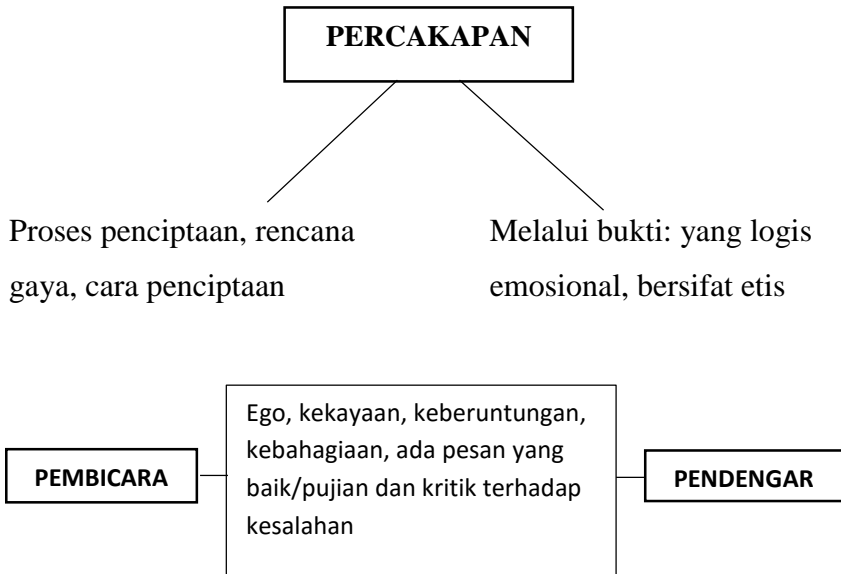 PERCAKAPAN
Proses penciptaan, rencana
gaya, cara penciptaan
Melalui bukti: yang logis
emosional, bersifat etis
PEMBICARA
Ego, kekayaan, keberuntungan,
kebahagiaan, ada pesan yang
baik/pujian dan kritik terhadap
kesalahan
PENDENGAR